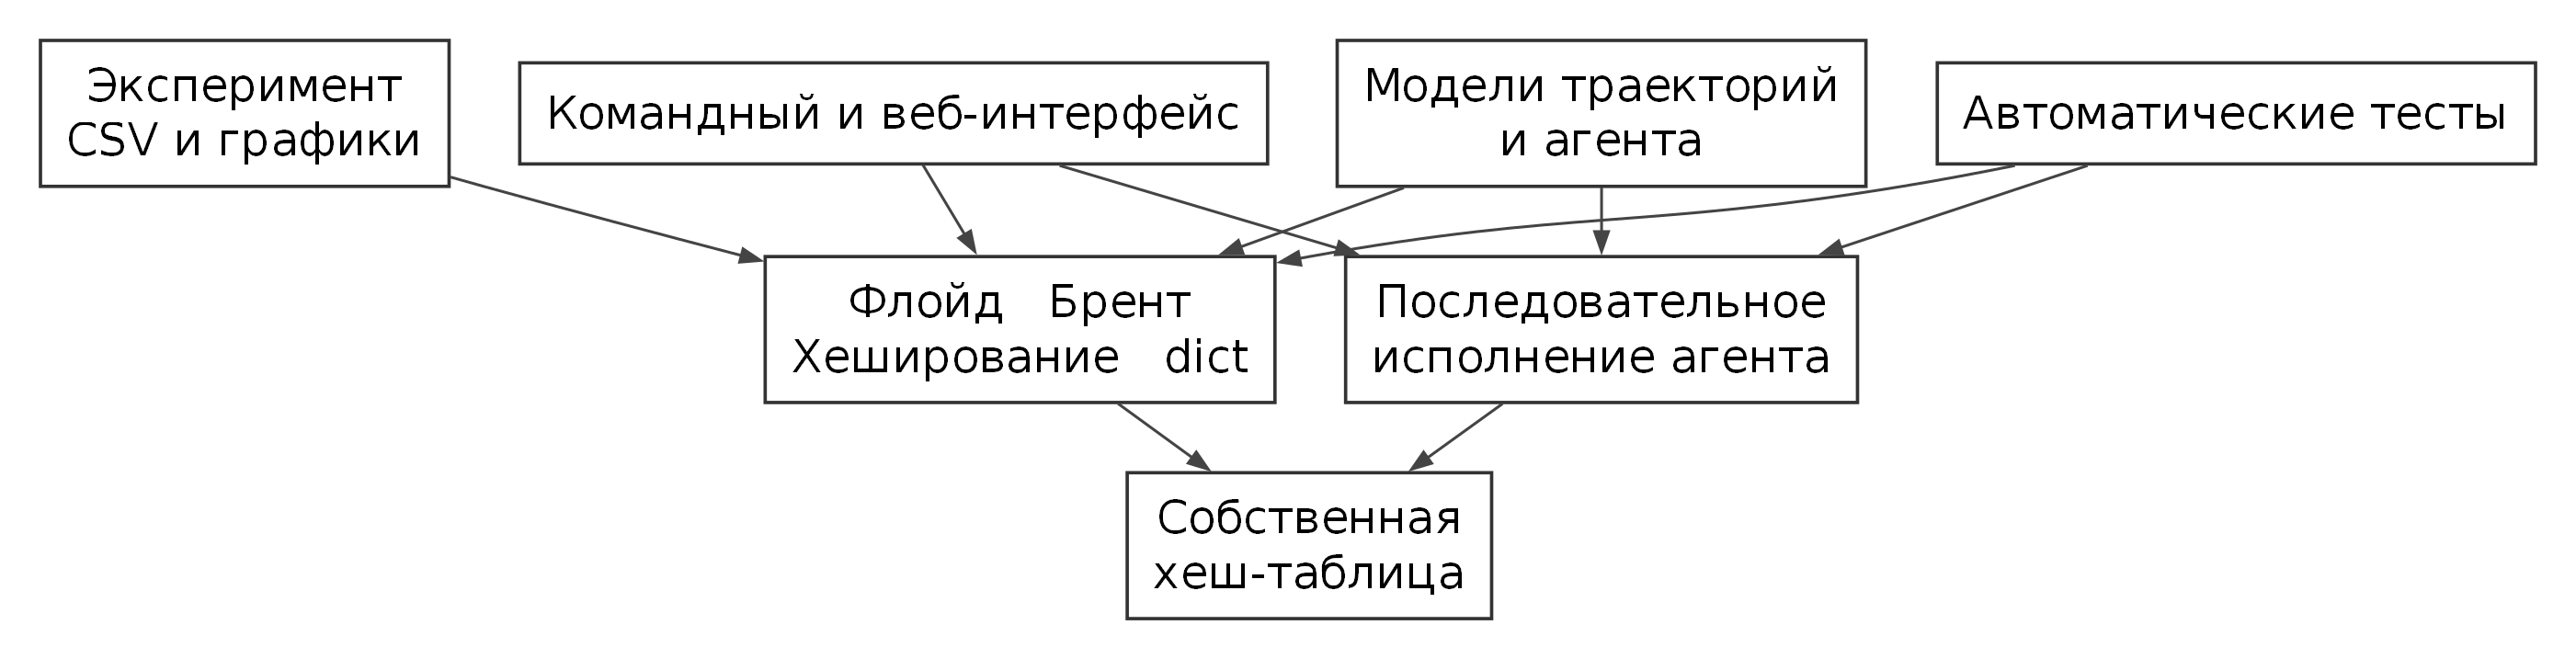 Эксперимент
CSV и графики
Командный и веб-интерфейс
Модели траекторий
и агента
Автоматические тесты
Флойд   Брент
Хеширование   dict
Последовательное
исполнение агента
Собственная
хеш-таблица